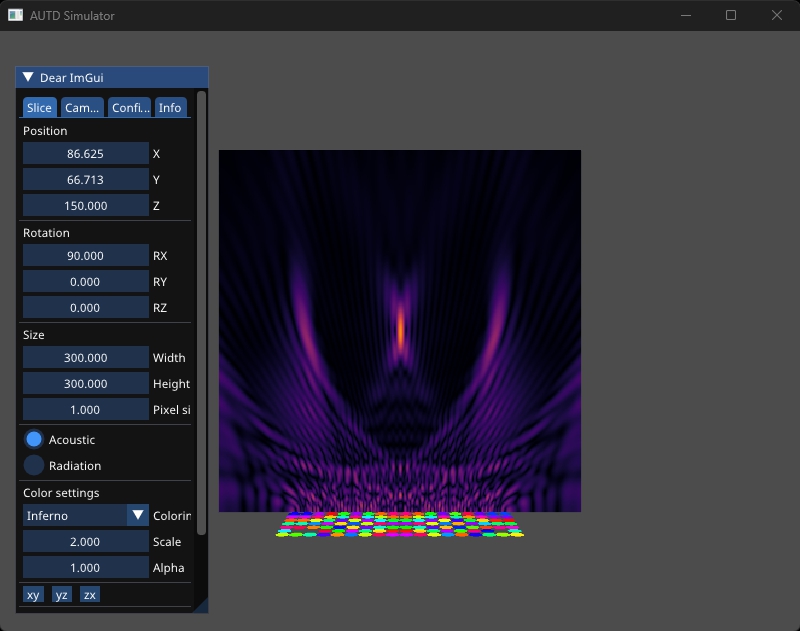 AUTD Simulator
Dear ImGui
Slice Cam... Confi... Info
Position
86.625 X
66.713 Y
150.000 Z
Rotation
90.000 RX
0.000 RY
0.000 RZ
Size
300.000 Width
300.000 Height
1.000 Pixel si
Acoustic
Radiation
Color settings
Inferno Colorin
2.000 Scale
1.000 Alpha
xy yz zx